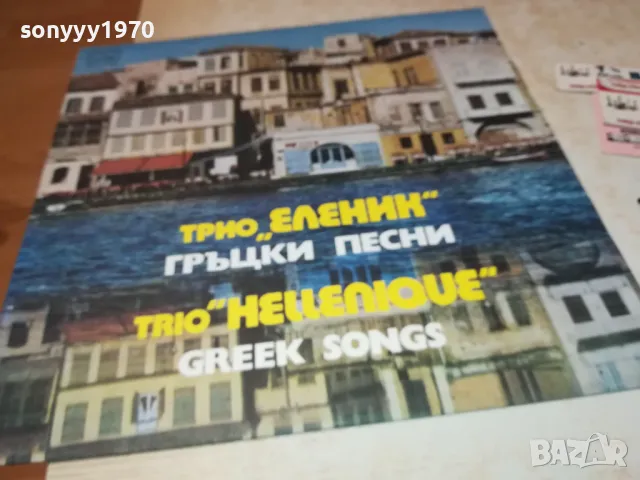 sonyyy1970
ТРИО „ЕЛЕНИК“
ГРЪЦКИ ПЕСНИ
TRIO "HELLENIQUE"
GREEK SONGS
BAZAR